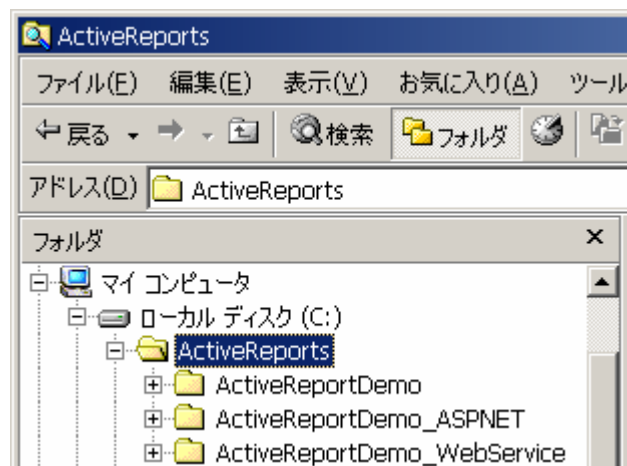 ActiveReports
ファイル(F) 編集(E) 表示(V) お気に入り(A) ツール
戻る 検索 フォルダ
アドレス(D) ActiveReports
フォルダ
マイ コンピュータ
ローカル ディスク (C:)
ActiveReports
ActiveReportDemo
ActiveReportDemo_ASPNET
ActiveReportDemo_WebService